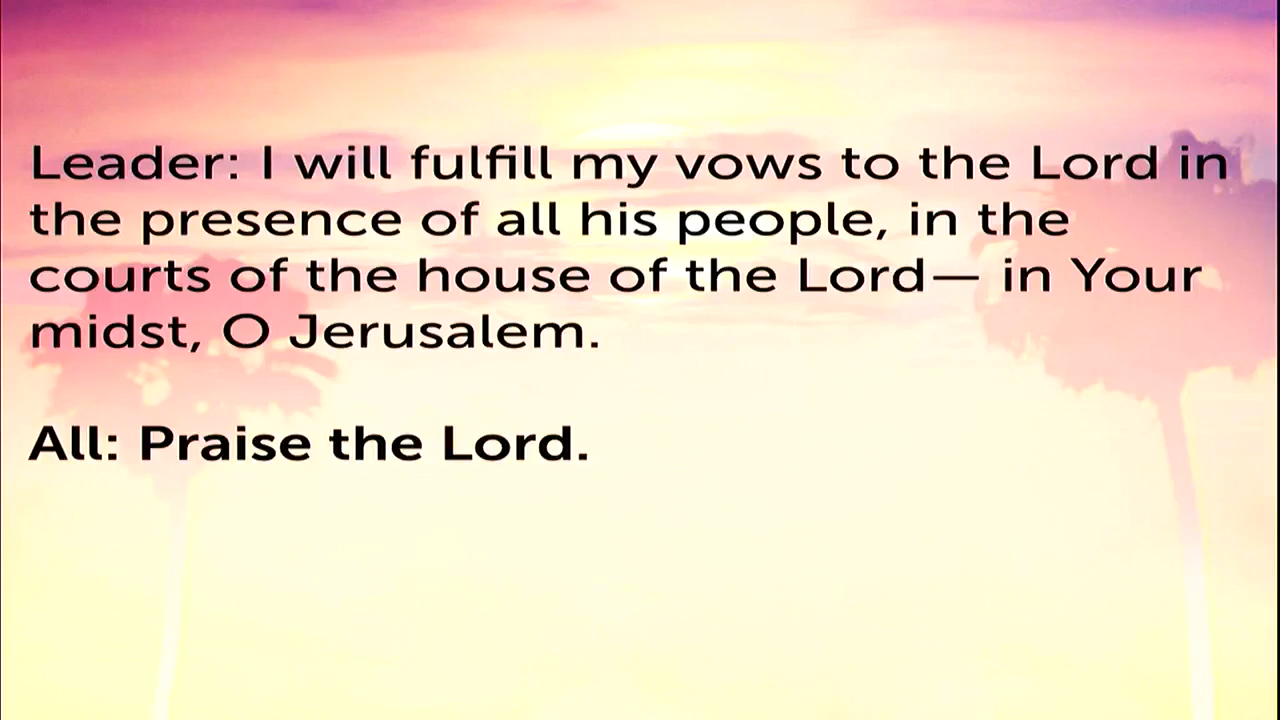 Leader: I will fulfill my vows to the Lord in
the presence of all his people, in the
courts of the house of the Lord— in Your
midst, O Jerusalem.
All: Praise the Lord.